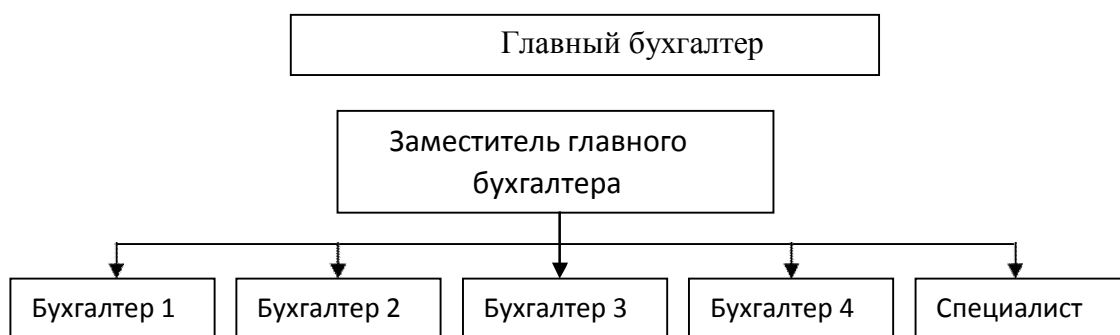 Главный бухгалтер
Заместитель главного
бухгалтера
Бухгалтер 1
Бухгалтер 2
Бухгалтер 3
Бухгалтер 4
Специалист